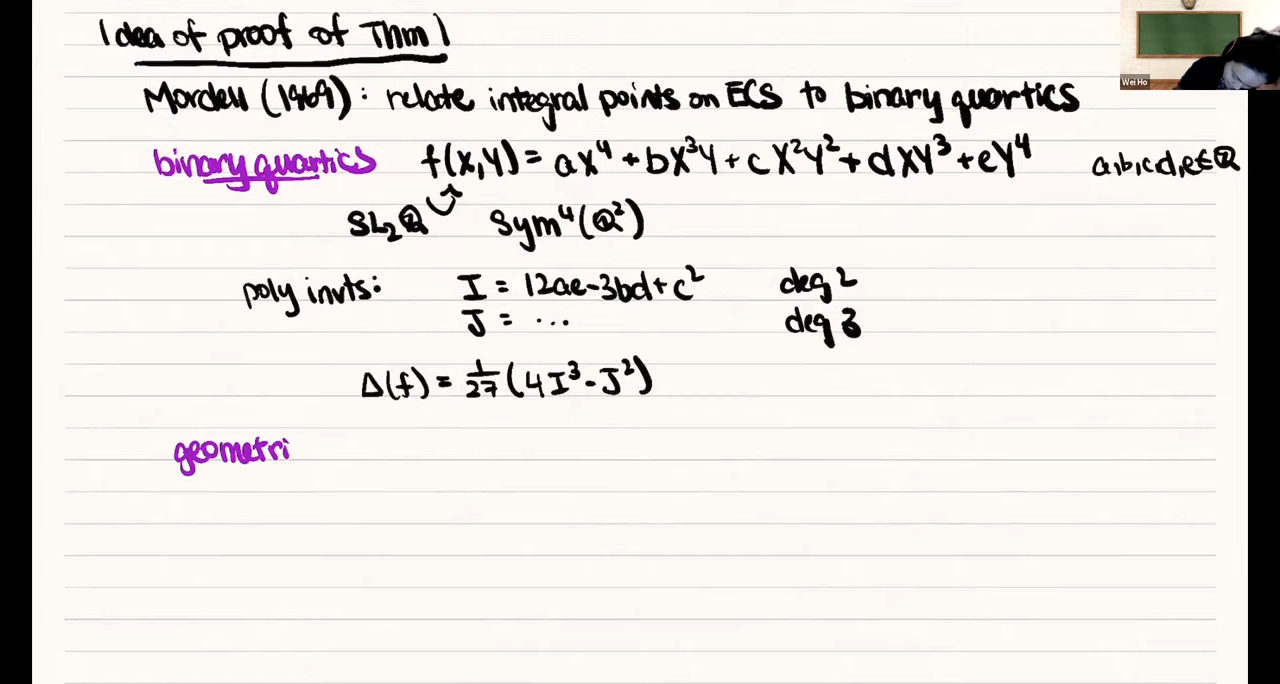 Idea of proof of Thm 1
Mordell (1969): relate integral points on ECs to binary quartics
binary quartics f(X,Y) = aX⁴ + bX³Y + cX²Y² + dXY³ + eY⁴ a,b,c,d,e ∈ ℚ
SL₂ℚ Sym⁴(ℚ²)
poly invts: I = 12ae - 3bd + c² deg 2
J = ... deg 3
Δ(f) = 1/27 (4I³ - J²)
geometri
Wei Ho